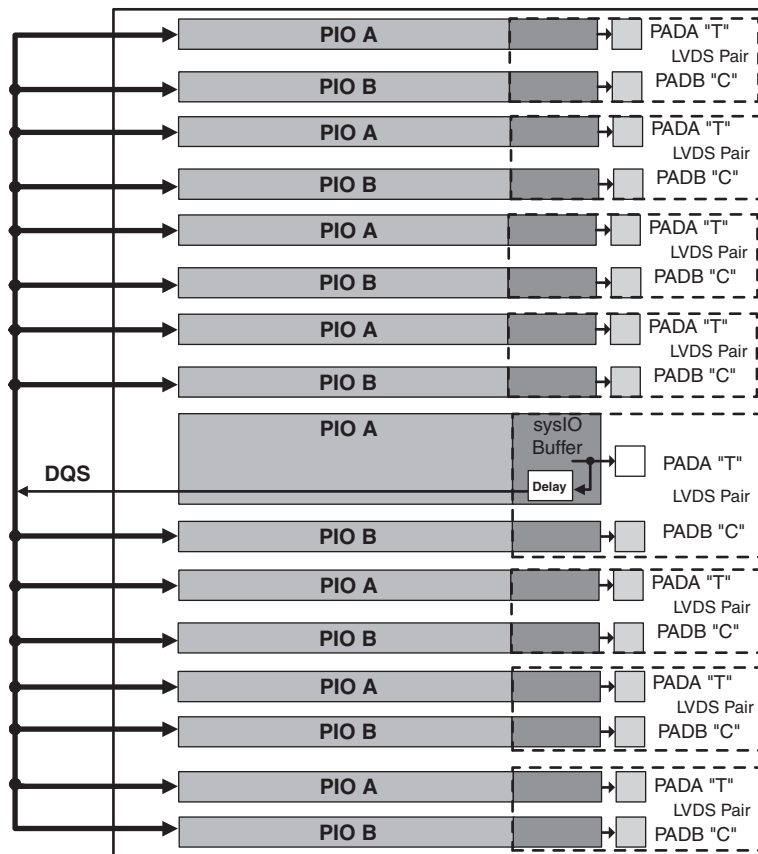 PIO A
PADA "T"
LVDS Pair
PIO B
PADB "C"
PIO A
PADA "T"
LVDS Pair
PIO B
PADB "C"
PIO A
PADA "T"
LVDS Pair
PIO B
PADB "C"
PIO A
PADA "T"
LVDS Pair
PIO B
PADB "C"
PIO A
sysIO
Buffer
PADA "T"
DQS
Delay
LVDS Pair
PIO B
PADB "C"
PIO A
PADA "T"
LVDS Pair
PIO B
PADB "C"
PIO A
PADA "T"
LVDS Pair
PIO B
PADB "C"
PIO A
PADA "T"
LVDS Pair
PIO B
PADB "C"